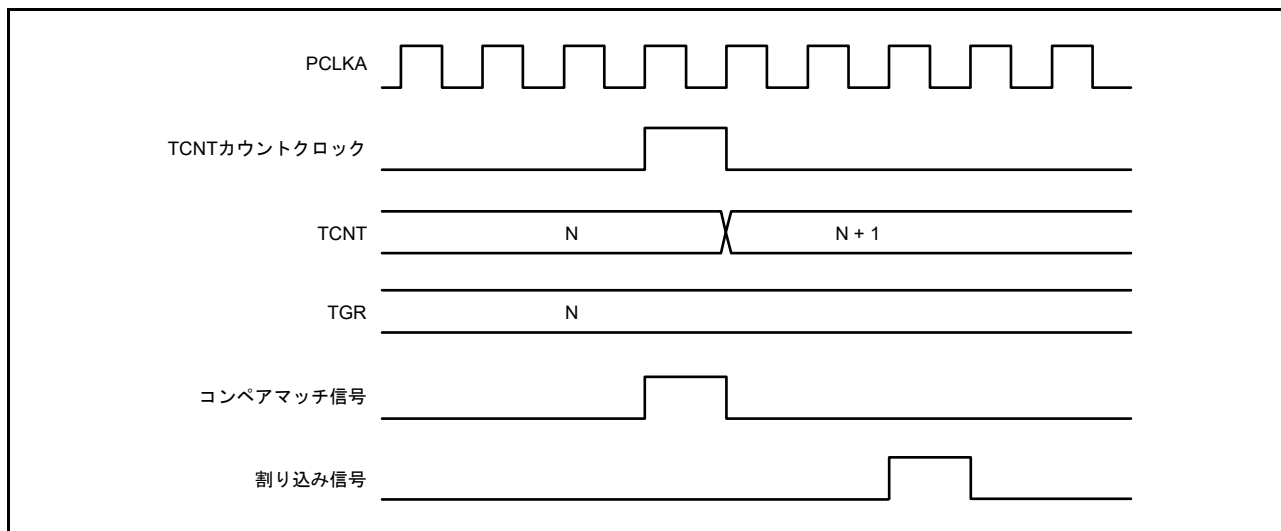 PCLKA
TCNTカウントクロック
TCNT
N
N + 1
TGR
N
コンペアマッチ信号
割り込み信号